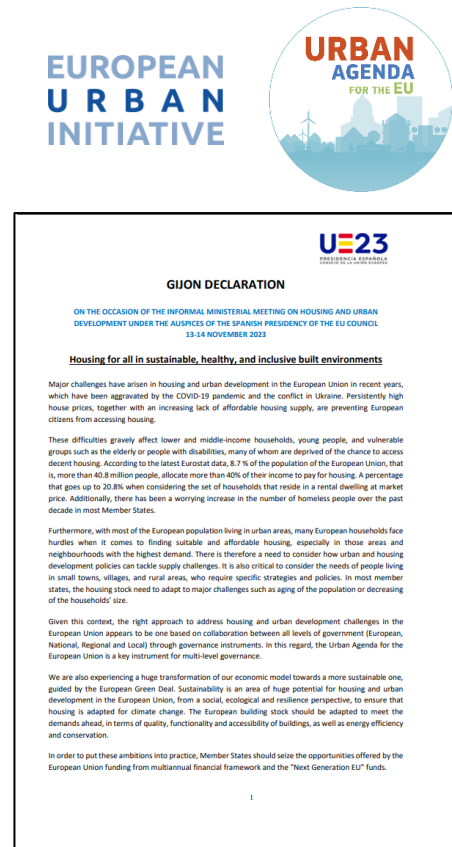 EUROPEAN
URBAN
INITIATIVE
URBAN
AGENDA
FOR THE EU
UE23
PRESIDENCIA ESPAÑOLA
CONSEJO DE LA UNIÓN EUROPEA
GIJON DECLARATION
ON THE OCCASION OF THE INFORMAL MINISTERIAL MEETING ON HOUSING AND URBAN
DEVELOPMENT UNDER THE AUSPICES OF THE SPANISH PRESIDENCY OF THE EU COUNCIL
13-14 NOVEMBER 2023
Housing for all in sustainable, healthy, and inclusive built environments
Major challenges have arisen in housing and urban development in the European Union in recent years,
which have been aggravated by the COVID-19 pandemic and the conflict in Ukraine. Persistently high
house prices, together with an increasing lack of affordable housing supply, are preventing European
citizens from accessing housing.
These difficulties gravely affect lower and middle-income households, young people, and vulnerable
groups such as the elderly or people with disabilities, many of whom are deprived of the chance to access
decent housing. According to the latest Eurostat data, 8.7 % of the population of the European Union, that
is, more than 40.8 million people, allocate more than 40% of their income to pay for housing. A percentage
that goes up to 20.8% when considering the set of households that reside in a rental dwelling at market
price. Additionally, there has been a worrying increase in the number of homeless people over the past
decade in most Member States.
Furthermore, with most of the European population living in urban areas, many European households face
hurdles when it comes to finding suitable and affordable housing, especially in those areas and
neighbourhoods with the highest demand. There is therefore a need to consider how urban and housing
development policies can tackle supply challenges. It is also critical to consider the needs of people living
in small towns, villages, and rural areas, who require specific strategies and policies. In most member
states, the housing stock need to adapt to major challenges such as aging of the population or decreasing
of the households' size.
Given this context, the right approach to address housing and urban development challenges in the
European Union appears to be one based on collaboration between all levels of government (European,
National, Regional and Local) through governance instruments. In this regard, the Urban Agenda for the
European Union is a key instrument for multi-level governance.
We are also experiencing a huge transformation of our economic model towards a more sustainable one,
guided by the European Green Deal. Sustainability is an area of huge potential for housing and urban
development in the European Union, from a social, ecological and resilience perspective, to ensure that
housing is adapted for climate change. The European building stock should be adapted to meet the
demands ahead, in terms of quality, functionality and accessibility of buildings, as well as energy efficiency
and conservation.
In order to put these ambitions into practice, Member States should seize the opportunities offered by the
European Union funding from multiannual financial framework and the "Next Generation EU" funds.
1